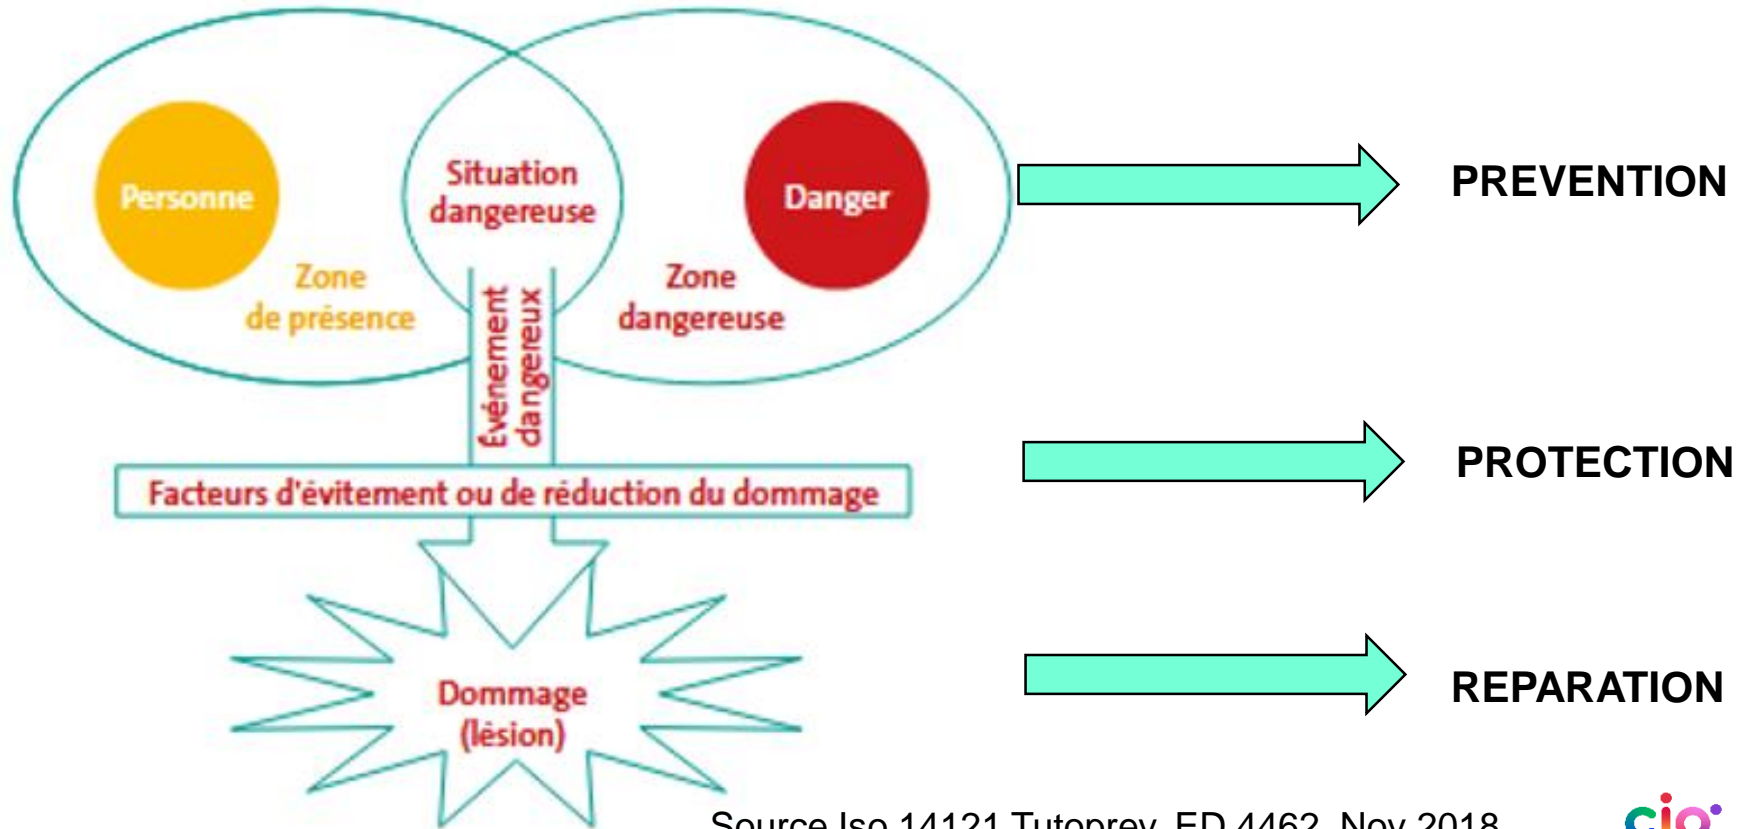 Personne
Situation
dangereuse
Danger
Zone
de présence
Zone
dangereuse
Événement
dangereux
Facteurs d'évitement ou de réduction du dommage
Dommage
(lésion)
PREVENTION
PROTECTION
REPARATION
Source Iso 14121 Tutoprev ED 4462 Nov 2018